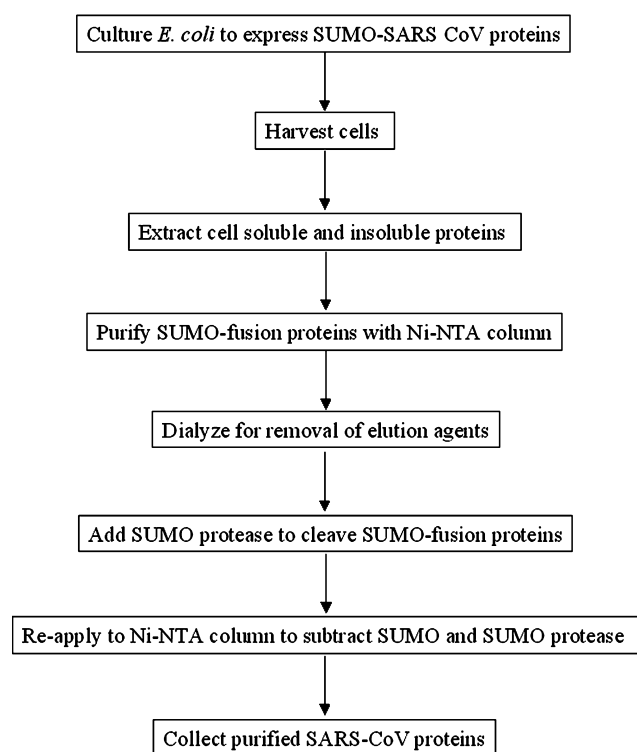 Culture E. coli to express SUMO-SARS CoV proteins
Harvest cells
Extract cell soluble and insoluble proteins
Purify SUMO-fusion proteins with Ni-NTA column
Dialyze for removal of elution agents
Add SUMO protease to cleave SUMO-fusion proteins
Re-apply to Ni-NTA column to subtract SUMO and SUMO protease
Collect purified SARS-CoV proteins